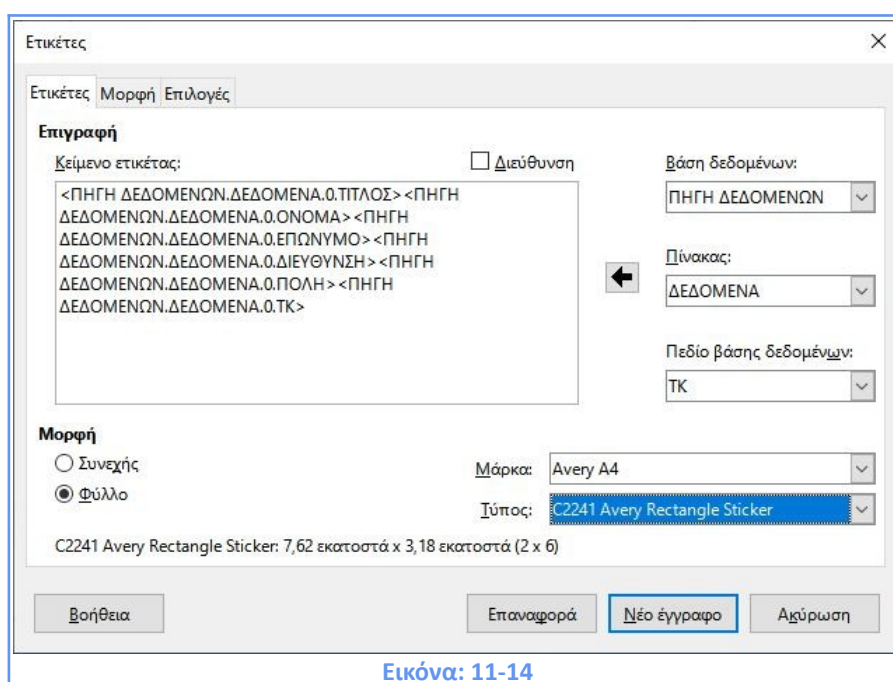 Ετικέτες
Ετικέτες Μορφή Επιλογές
Επιγραφή
Κείμενο ετικέτας:
Διεύθυνση
<ΠΗΓΗ ΔΕΔΟΜΕΝΩΝ.ΔΕΔΟΜΕΝΑ.0.ΤΙΤΛΟΣ><ΠΗΓΗ
ΔΕΔΟΜΕΝΩΝ.ΔΕΔΟΜΕΝΑ.0.ΟΝΟΜΑ><ΠΗΓΗ
ΔΕΔΟΜΕΝΩΝ.ΔΕΔΟΜΕΝΑ.0.ΕΠΩΝΥΜΟ><ΠΗΓΗ
ΔΕΔΟΜΕΝΩΝ.ΔΕΔΟΜΕΝΑ.0.ΔΙΕΥΘΥΝΣΗ><ΠΗΓΗ
ΔΕΔΟΜΕΝΩΝ.ΔΕΔΟΜΕΝΑ.0.ΠΟΛΗ><ΠΗΓΗ
ΔΕΔΟΜΕΝΩΝ.ΔΕΔΟΜΕΝΑ.0.ΤΚ>
Βάση δεδομένων:
ΠΗΓΗ ΔΕΔΟΜΕΝΩΝ
Πίνακας:
ΔΕΔΟΜΕΝΑ
Πεδίο βάσης δεδομένων:
ΤΚ
Μορφή
Συνεχής
Φύλλο
Μάρκα: Avery A4
Τύπος: C2241 Avery Rectangle Sticker
C2241 Avery Rectangle Sticker: 7,62 εκατοστά x 3,18 εκατοστά (2 x 6)
Βοήθεια Επαναφορά Νέο έγγραφο Ακύρωση
Εικόνα: 11-14